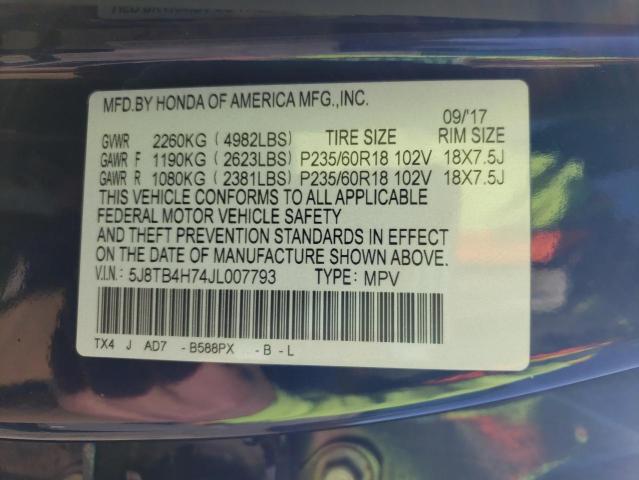 MFD.BY HONDA OF AMERICA MFG.,INC.
09/'17
GVWR 2260KG (4982LBS) TIRE SIZE RIM SIZE
GAWR F 1190KG (2623LBS) P235/60R18 102V 18X7.5J
GAWR R 1080KG (2381LBS) P235/60R18 102V 18X7.5J
THIS VEHICLE CONFORMS TO ALL APPLICABLE
FEDERAL MOTOR VEHICLE SAFETY
AND THEFT PREVENTION STANDARDS IN EFFECT
ON THE DATE OF MANUFACTURE SHOWN ABOVE.
V.I.N.: 5J8TB4H74JL007793 TYPE: MPV
TX4 J AD7 - B588PX - B - L